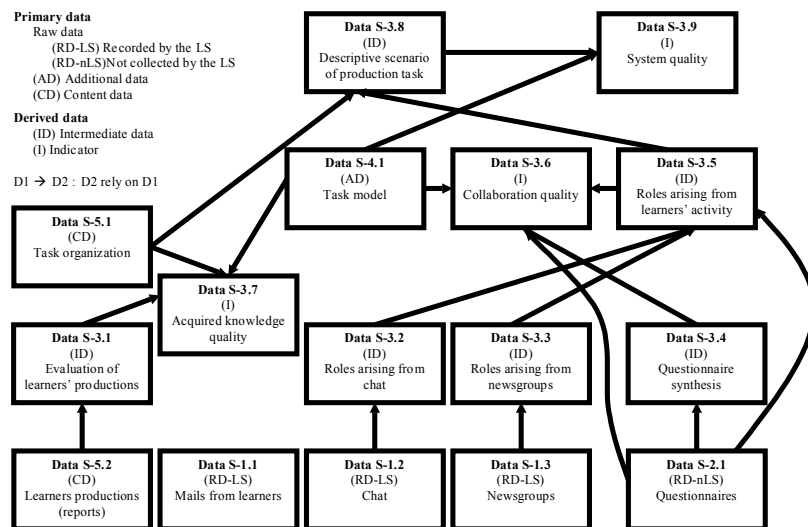 Primary data
Raw data
(RD-LS) Recorded by the LS
(RD-nLS)Not collected by the LS
(AD) Additional data
(CD) Content data
Derived data
(ID) Intermediate data
(I) Indicator
D1 → D2 : D2 rely on D1
Data S-3.8
(ID)
Descriptive scenario
of production task
Data S-3.9
(I)
System quality
Data S-4.1
(AD)
Task model
Data S-3.6
(I)
Collaboration quality
Data S-3.5
(ID)
Roles arising from
learners’ activity
Data S-5.1
(CD)
Task organization
Data S-3.7
(I)
Acquired knowledge
quality
Data S-3.1
(ID)
Evaluation of
learners’ productions
Data S-3.2
(ID)
Roles arising from
chat
Data S-3.3
(ID)
Roles arising from
newsgroups
Data S-3.4
(ID)
Questionnaire
synthesis
Data S-5.2
(CD)
Learners productions
(reports)
Data S-1.1
(RD-LS)
Mails from learners
Data S-1.2
(RD-LS)
Chat
Data S-1.3
(RD-LS)
Newsgroups
Data S-2.1
(RD-nLS)
Questionnaires